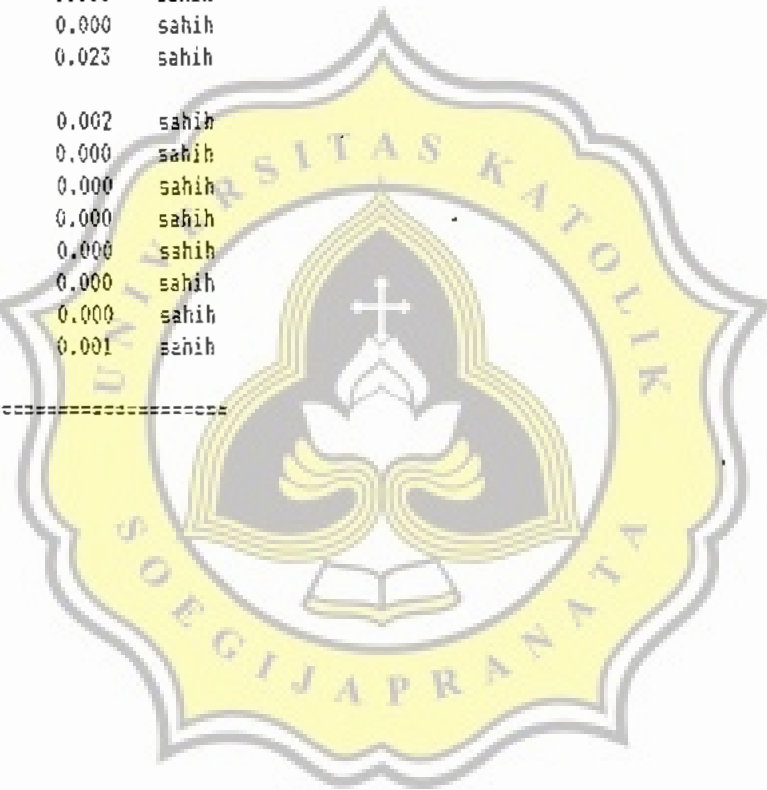 0.000 sahih
0.023 sahih
0.002 sahih
0.000 sahih
0.000 sahih
0.000 sahih
0.000 sahih
0.000 sahih
0.000 sahih
0.001 sahih
====================
UNIVERSITAS KATOLIK
SOEGIJAPRANATA